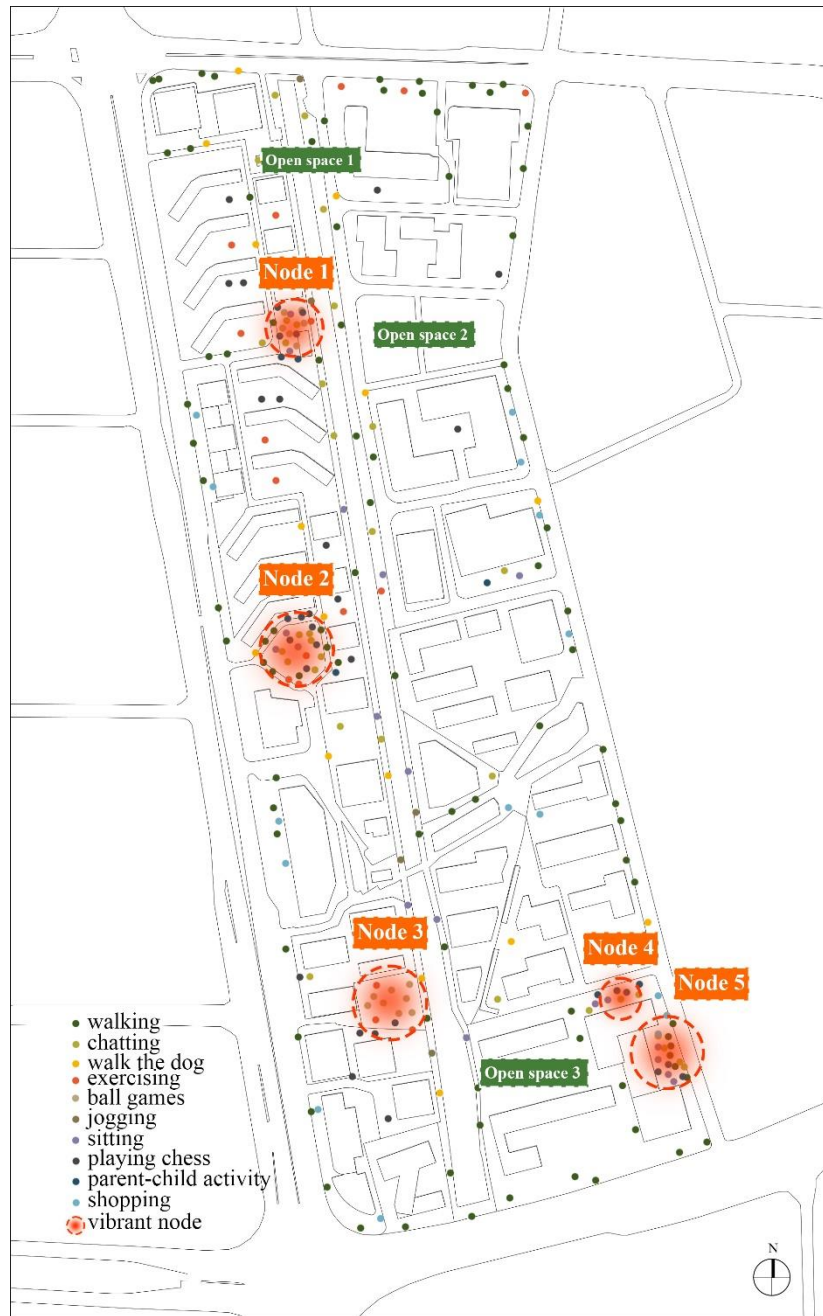 Open space 1
Node 1
Open space 2
Node 2
Node 3
Node 4
Node 5
Open space 3
walking
chatting
walk the dog
exercising
ball games
jogging
sitting
playing chess
parent-child activity
shopping
vibrant node
N